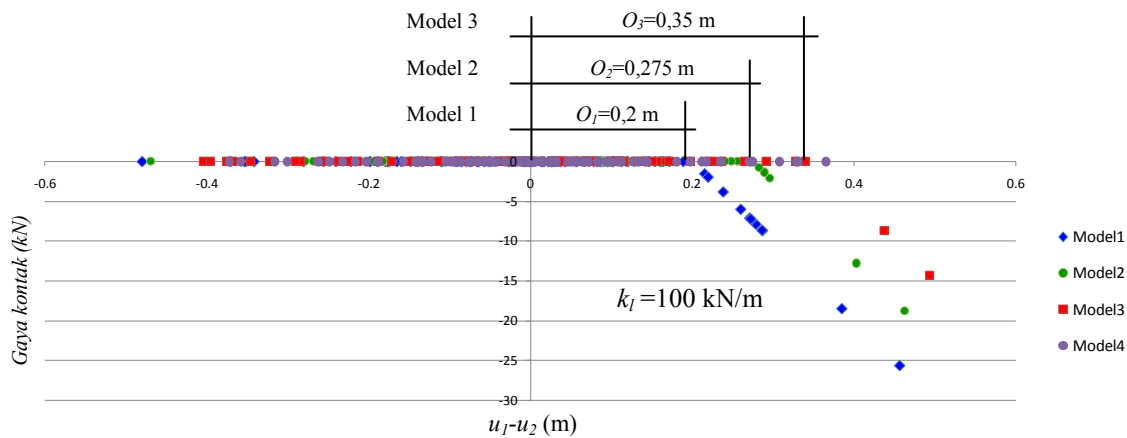 Model 3
O3=0,35 m
Model 2
O2=0,275 m
Model 1
O1=0,2 m
0
-0.6
-0.4
-0.2
0
0.2
0.4
0.6
-5
-10
-15
-20
-25
-30
Gaya kontak (kN)
kl =100 kN/m
Model1
Model2
Model3
Model4
u1-u2 (m)